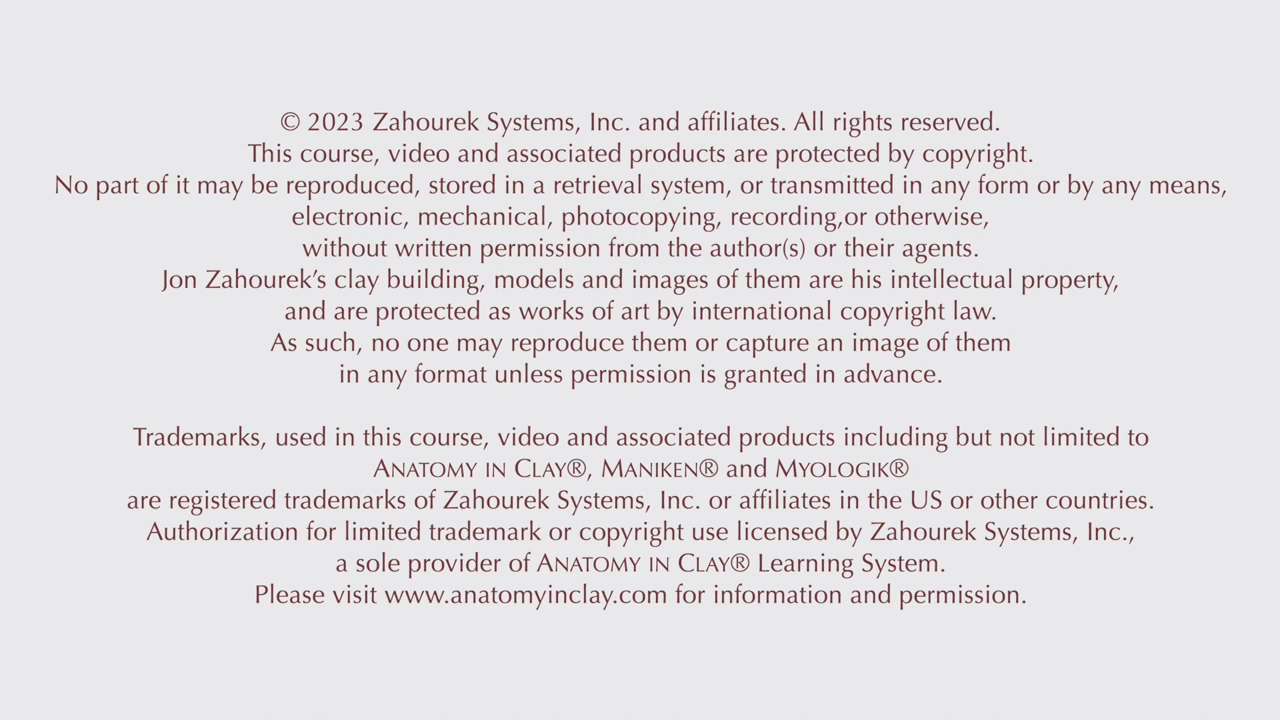 © 2023 Zahourek Systems, Inc. and affiliates. All rights reserved.
This course, video and associated products are protected by copyright.
No part of it may be reproduced, stored in a retrieval system, or transmitted in any form or by any means,
electronic, mechanical, photocopying, recording,or otherwise,
without written permission from the author(s) or their agents.
Jon Zahourek’s clay building, models and images of them are his intellectual property,
and are protected as works of art by international copyright law.
As such, no one may reproduce them or capture an image of them
in any format unless permission is granted in advance.
Trademarks, used in this course, video and associated products including but not limited to
ANATOMY IN CLAY®, MANIKEN® and MYOLOGIK®
are registered trademarks of Zahourek Systems, Inc. or affiliates in the US or other countries.
Authorization for limited trademark or copyright use licensed by Zahourek Systems, Inc.,
a sole provider of ANATOMY IN CLAY® Learning System.
Please visit www.anatomyinclay.com for information and permission.